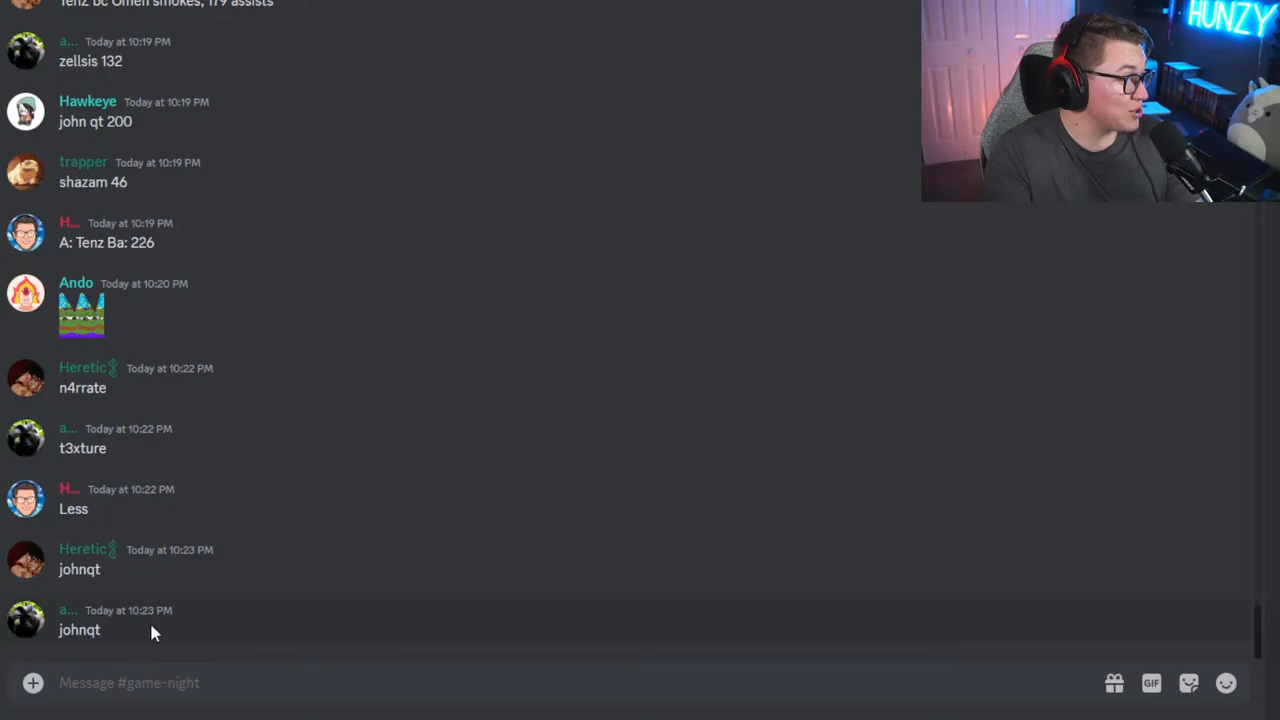 TenZ bc Omen smokes, 179 assists
a... Today at 10:19 PM
zellsis 132
Hawkeye Today at 10:19 PM
john qt 200
trapper Today at 10:19 PM
shazam 46
H... Today at 10:19 PM
A: Tenz Ba: 226
Ando Today at 10:20 PM
Heretic Today at 10:22 PM
n4rrate
a... Today at 10:22 PM
t3xture
H... Today at 10:22 PM
Less
Heretic Today at 10:23 PM
johnqt
a... Today at 10:23 PM
johnqt
Message #game-night
GIF
HUNZY